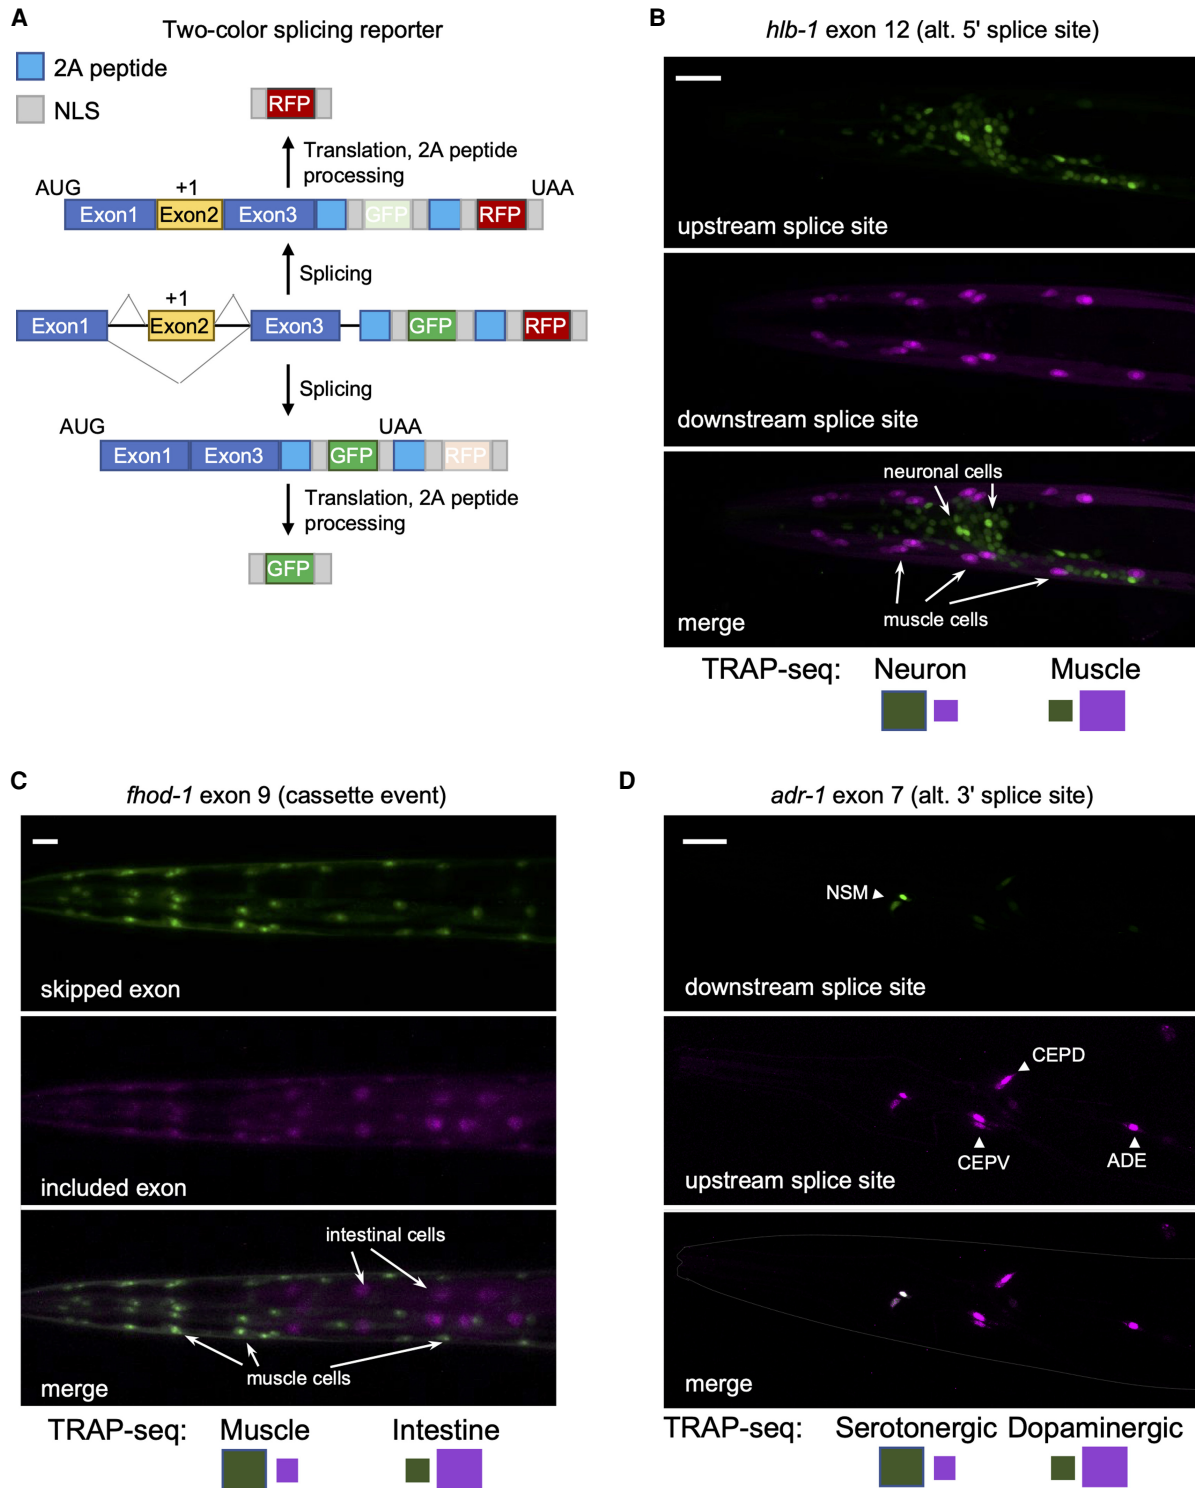 A
Two-color splicing reporter
2A peptide
NLS
RFP
Translation, 2A peptide
processing
AUG
+1
UAA
Exon1
Exon2
Exon3
GFP
RFP
Splicing
+1
Exon1
Exon2
Exon3
GFP
RFP
Splicing
AUG
UAA
Exon1
Exon3
GFP
RFP
Translation, 2A peptide
processing
GFP
B
hlb-1 exon 12 (alt. 5' splice site)
upstream splice site
downstream splice site
neuronal cells
muscle cells
merge
TRAP-seq:
Neuron
Muscle
C
fhod-1 exon 9 (cassette event)
skipped exon
included exon
intestinal cells
muscle cells
merge
TRAP-seq:
Muscle
Intestine
D
adr-1 exon 7 (alt. 3' splice site)
NSM
downstream splice site
CEPD
CEPV
ADE
upstream splice site
merge
TRAP-seq:
Serotonergic
Dopaminergic